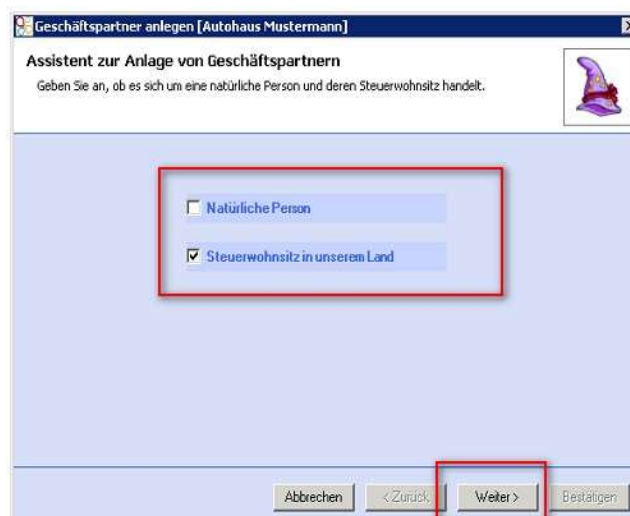 Geschäftspartner anlegen [Autohaus Mustermann]
Assistent zur Anlage von Geschäftspartnern
Geben Sie an, ob es sich um eine natürliche Person und deren Steuerwohnsitz handelt.
Natürliche Person
Steuerwohnsitz in unserem Land
Abbrechen < Zurück Weiter > Bestätigen